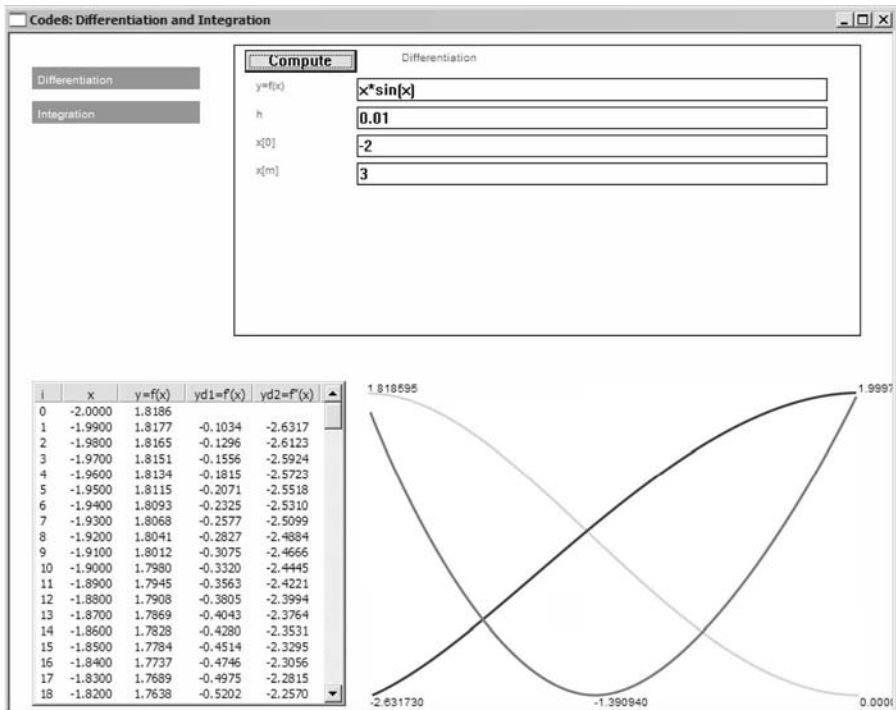 Code8: Differentiation and Integration
Differentiation
Integration
Compute Differentiation
y=f(x) x*sin(x)
h 0.01
x[0] -2
x[m] 3
i x y=f(x) yd1=f'(x) yd2=f"(x)
0 -2.0000 1.8186
1 -1.9900 1.8177 -0.1034 -2.6317
2 -1.9800 1.8165 -0.1296 -2.6123
3 -1.9700 1.8151 -0.1556 -2.5924
4 -1.9600 1.8134 -0.1815 -2.5723
5 -1.9500 1.8115 -0.2071 -2.5518
6 -1.9400 1.8093 -0.2325 -2.5310
7 -1.9300 1.8068 -0.2577 -2.5099
8 -1.9200 1.8041 -0.2827 -2.4884
9 -1.9100 1.8012 -0.3075 -2.4666
10 -1.9000 1.7980 -0.3320 -2.4445
11 -1.8900 1.7945 -0.3563 -2.4221
12 -1.8800 1.7908 -0.3805 -2.3994
13 -1.8700 1.7869 -0.4043 -2.3764
14 -1.8600 1.7828 -0.4280 -2.3531
15 -1.8500 1.7784 -0.4514 -2.3295
16 -1.8400 1.7737 -0.4746 -2.3056
17 -1.8300 1.7689 -0.4975 -2.2815
18 -1.8200 1.7638 -0.5202 -2.2570
1.818595 1.9997
-2.631730 -1.390940 0.000